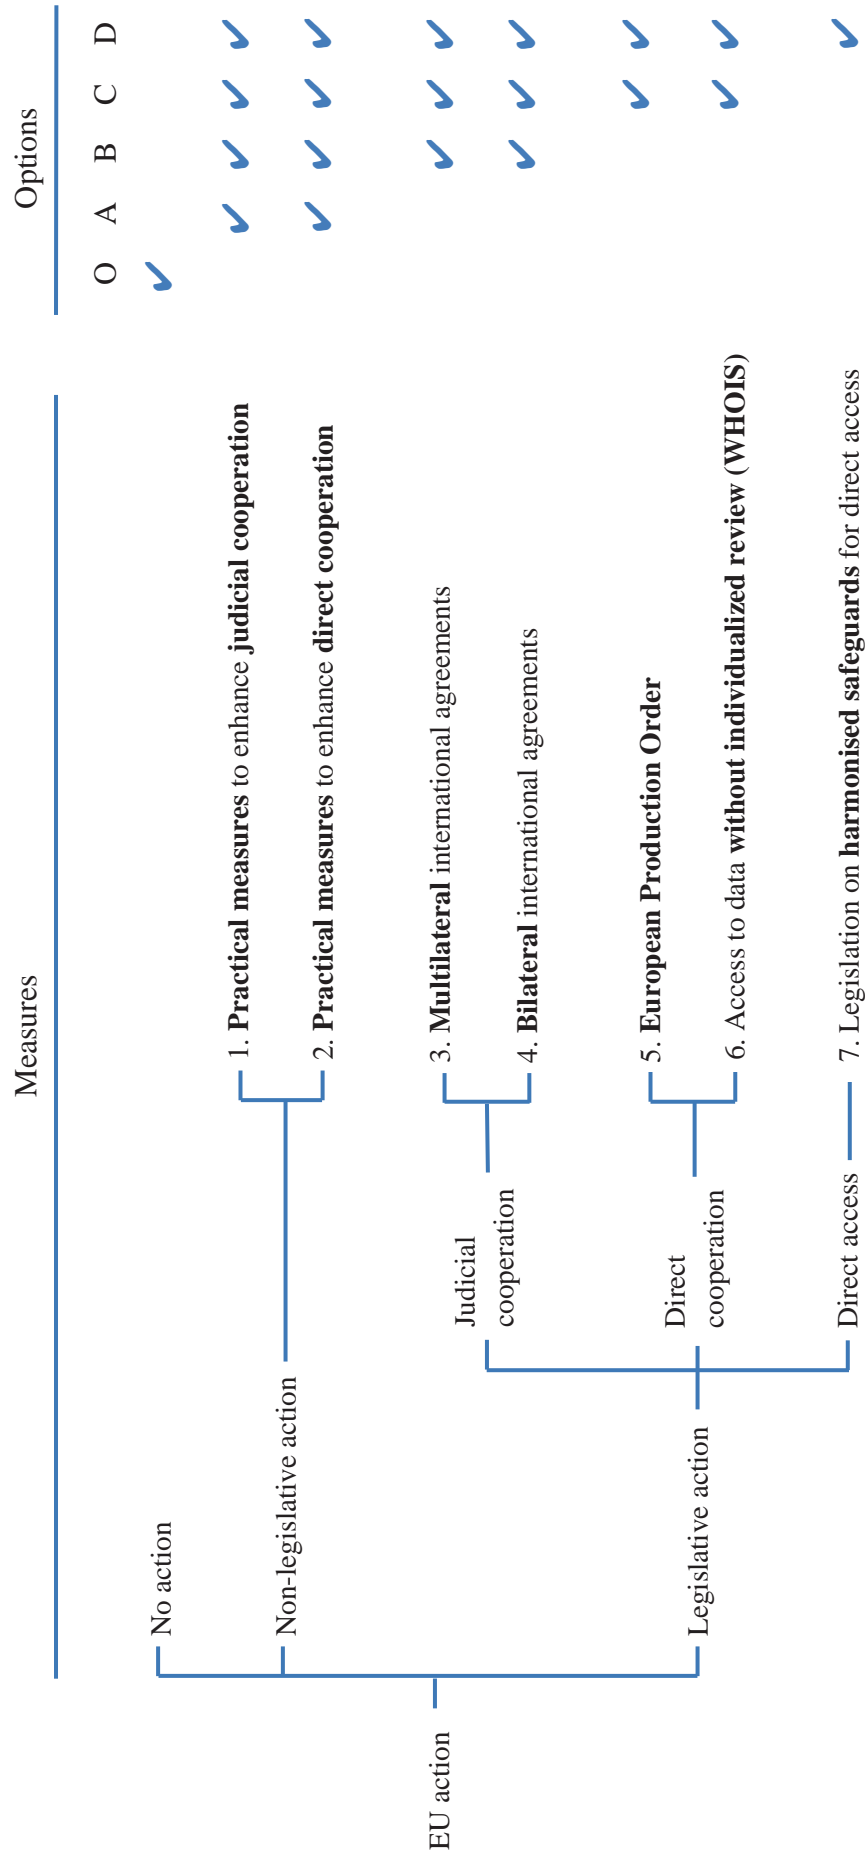 Measures
Options
O A B C D
EU action
No action
Non-legislative action
1. Practical measures to enhance judicial cooperation
2. Practical measures to enhance direct cooperation
Legislative action
Judicial
cooperation
3. Multilateral international agreements
4. Bilateral international agreements
Direct
cooperation
5. European Production Order
6. Access to data without individualized review (WHOIS)
Direct access
7. Legislation on harmonised safeguards for direct access